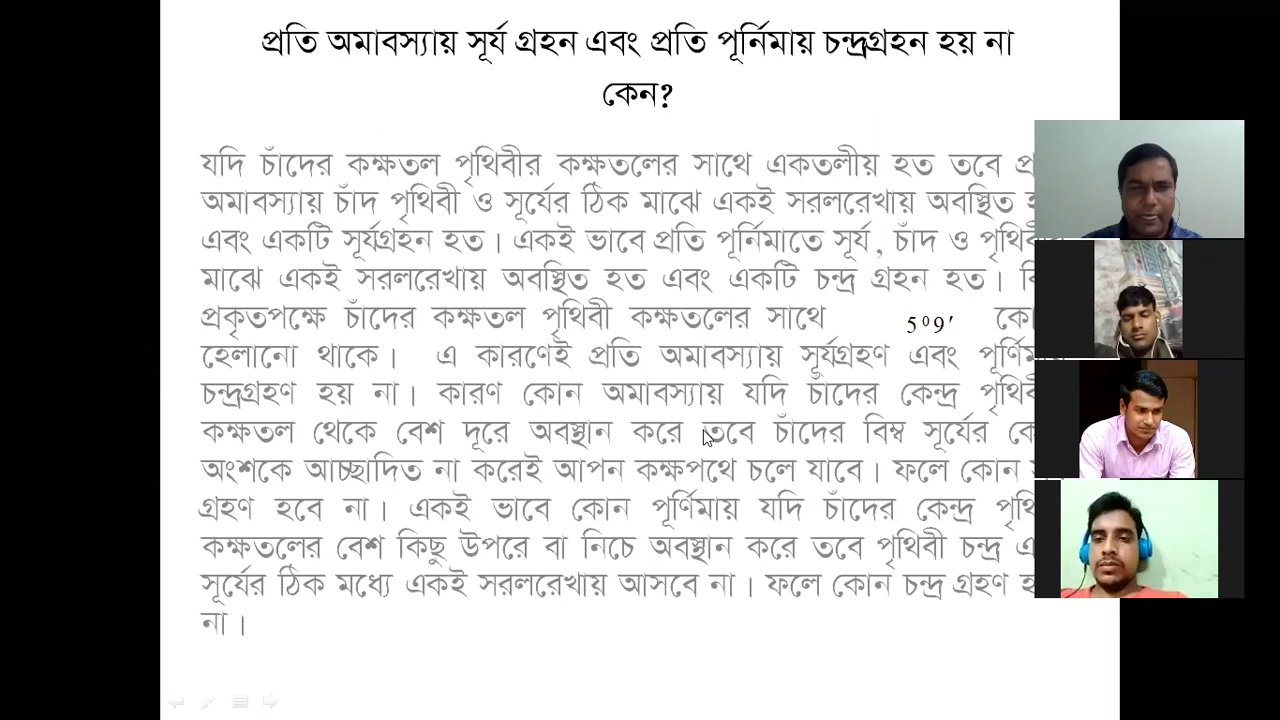 প্রতি অমাবস্যায় সূর্য গ্রহন এবং প্রতি পূর্নিমায় চন্দ্রগ্রহন হয় না
কেন?
যদি চাঁদের কক্ষতল পৃথিবীর কক্ষতলের সাথে একতলীয় হত তবে
অমাবস্যায় চাঁদ পৃথিবী ও সূর্যের ঠিক মাঝে একই সরলরেখায় অবস্থিত
এবং একটি সূর্যগ্রহন হত। একই ভাবে প্রতি পূর্নিমাতে সূর্য, চাঁদ ও
মাঝে একই সরলরেখায় অবস্থিত হত এবং একটি চন্দ্র গ্রহন হত।
প্রকৃতপক্ষে চাঁদের কক্ষতল পৃথিবী কক্ষতলের সাথে 5⁰9′
হেলানো থাকে। এ কারণেই প্রতি অমাবস্যায় সূর্যগ্রহণ এবং
চন্দ্রগ্রহণ হয় না। কারণ কোন অমাবস্যায় যদি চাঁদের কেন্দ্র
কক্ষতল থেকে বেশ দূরে অবস্থান করে তবে চাঁদের বিম্ব সূর্যের
অংশকে আচ্ছাদিত না করেই আপন কক্ষপথে চলে যাবে। ফলে কোন
গ্রহণ হবে না। একই ভাবে কোন পূর্ণিমায় যদি চাঁদের কেন্দ্র
কক্ষতলের বেশ কিছু উপরে বা নিচে অবস্থান করে তবে পৃথিবী চন্দ্র
সূর্যের ঠিক মধ্যে একই সরলরেখায় আসবে না। ফলে কোন চন্দ্র গ্রহণ
না।